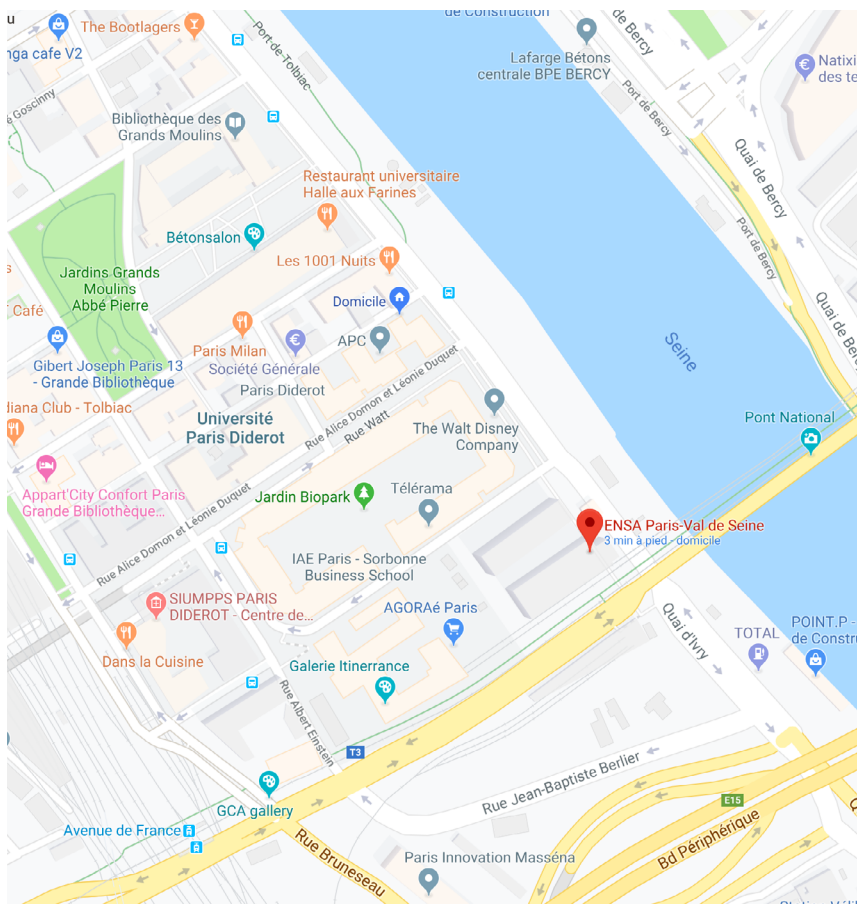 u
The Bootlagers
nga cafe V2
de Construction
Port de Tolbiac
Quai de Bercy
Lafarge Bétons
centrale BPE BERCY
Natixi
des te
Port de Bercy
é Goscinny
Bibliothèque des
Grands Moulins
Quai de Bercy
Restaurant universitaire
Halle aux Farines
Bétonsalon
Port de Bercy
Les 1001 Nuits
s
Jardins Grands
Moulins
Abbé Pierre
Domicile
Quai de Bercy
Café
APC
Paris Milan
Société Générale
Seine
Gibert Joseph Paris 13
- Grande Bibliothèque
Paris Diderot
Rue Alice Domon et Léonie Duquet
Rue Watt
diana Club - Tolbiac
Université
Paris Diderot
The Walt Disney
Company
Pont National
Appart'City Confort Paris
Grande Bibliothèque...
Jardin Biopark
Télérama
Rue Alice Domon et Léonie Duquet
ENSA Paris-Val de Seine
3 min à pied - domicile
IAE Paris - Sorbonne
Business School
SIUMPPS PARIS
DIDEROT - Centre de...
AGORAé Paris
Quai d'Ivry
TOTAL
POINT.P -
de Constru
Dans la Cuisine
Galerie Itinerrance
Rue Albert Einstein
T3
GCA gallery
Rue Jean-Baptiste Berlier
E15
Q
Avenue de France
Rue Bruneseau
Bd Périphérique
Paris Innovation Masséna